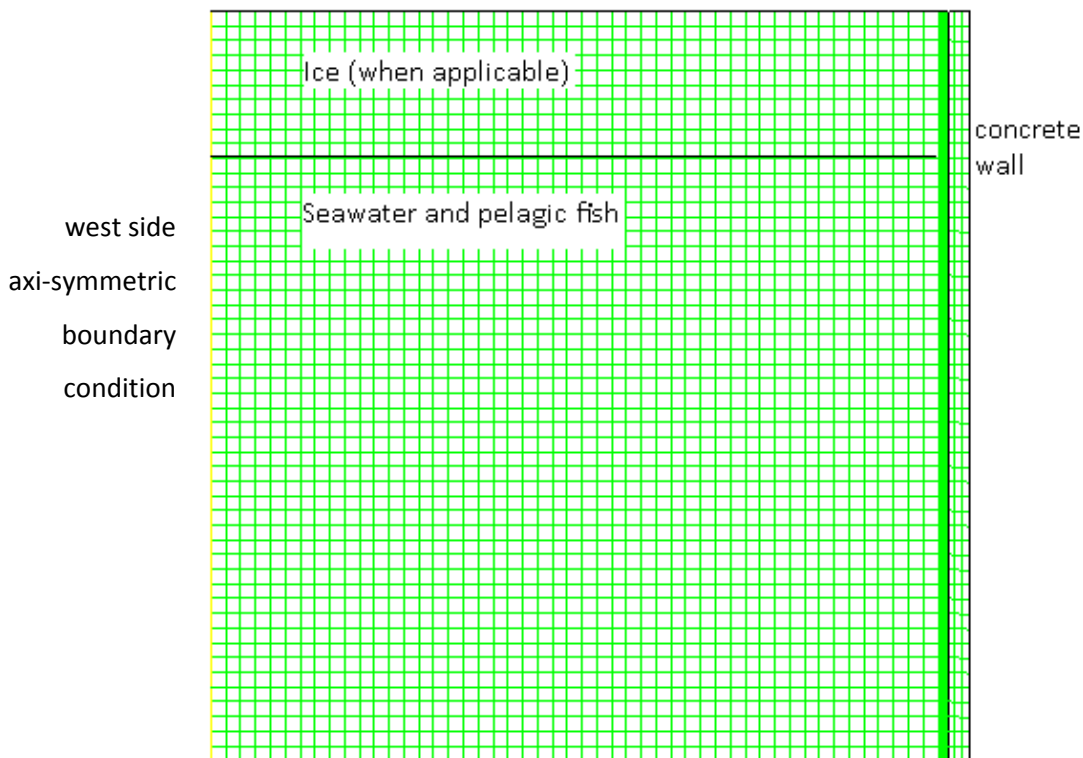 Ice (when applicable)
concrete
wall
Seawater and pelagic fish
west side
axi-symmetric
boundary
condition